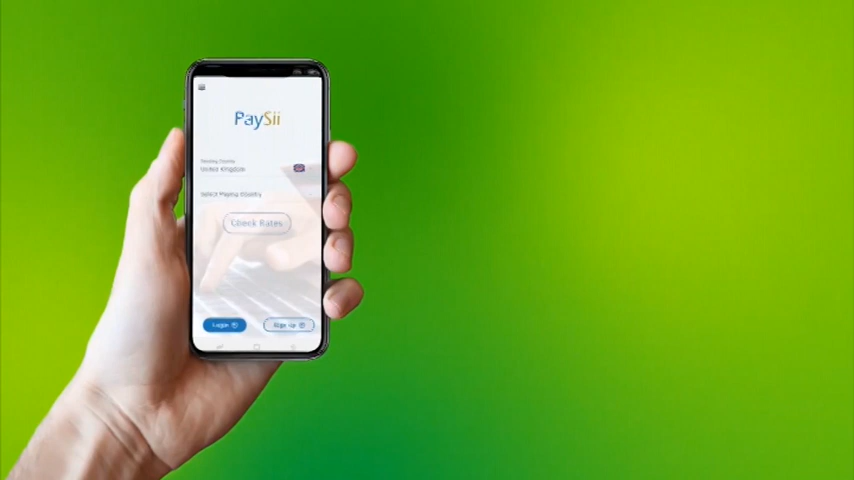 PaySii
Sending Country
United Kingdom
Select Paying Country
Check Rates
Login
Sign up